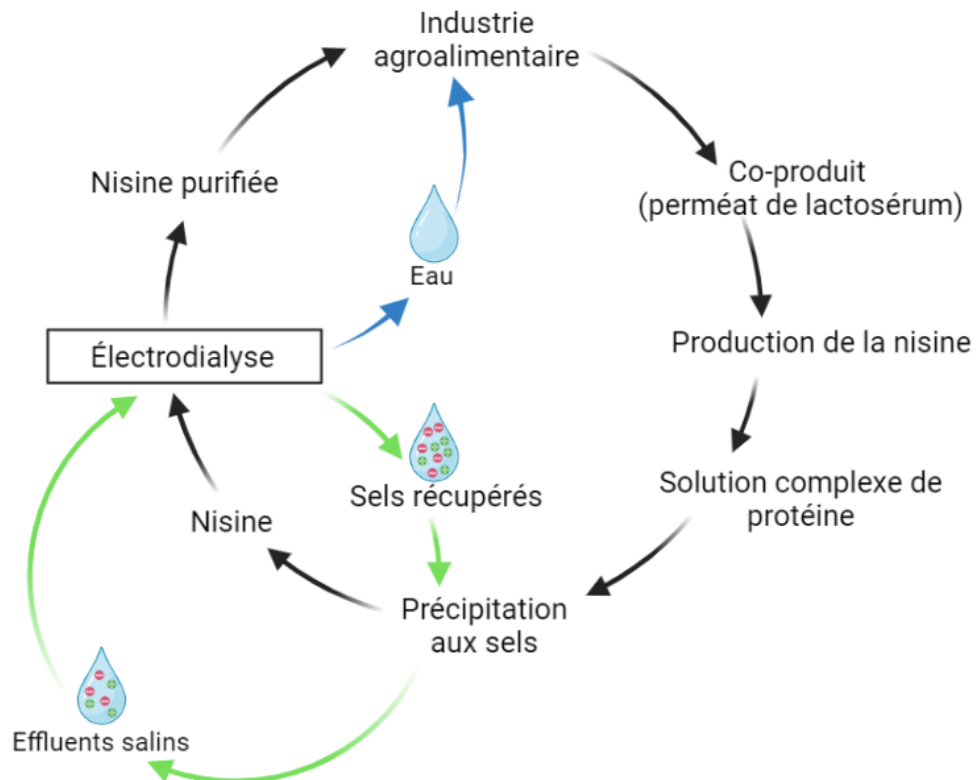 Industrie
agroalimentaire
Nisine purifiée
Co-produit
(perméat de lactosérum)
Eau
Électrodialyse
Production de la nisine
Sels récupérés
Solution complexe de
protéine
Nisine
Précipitation
aux sels
Effluents salins